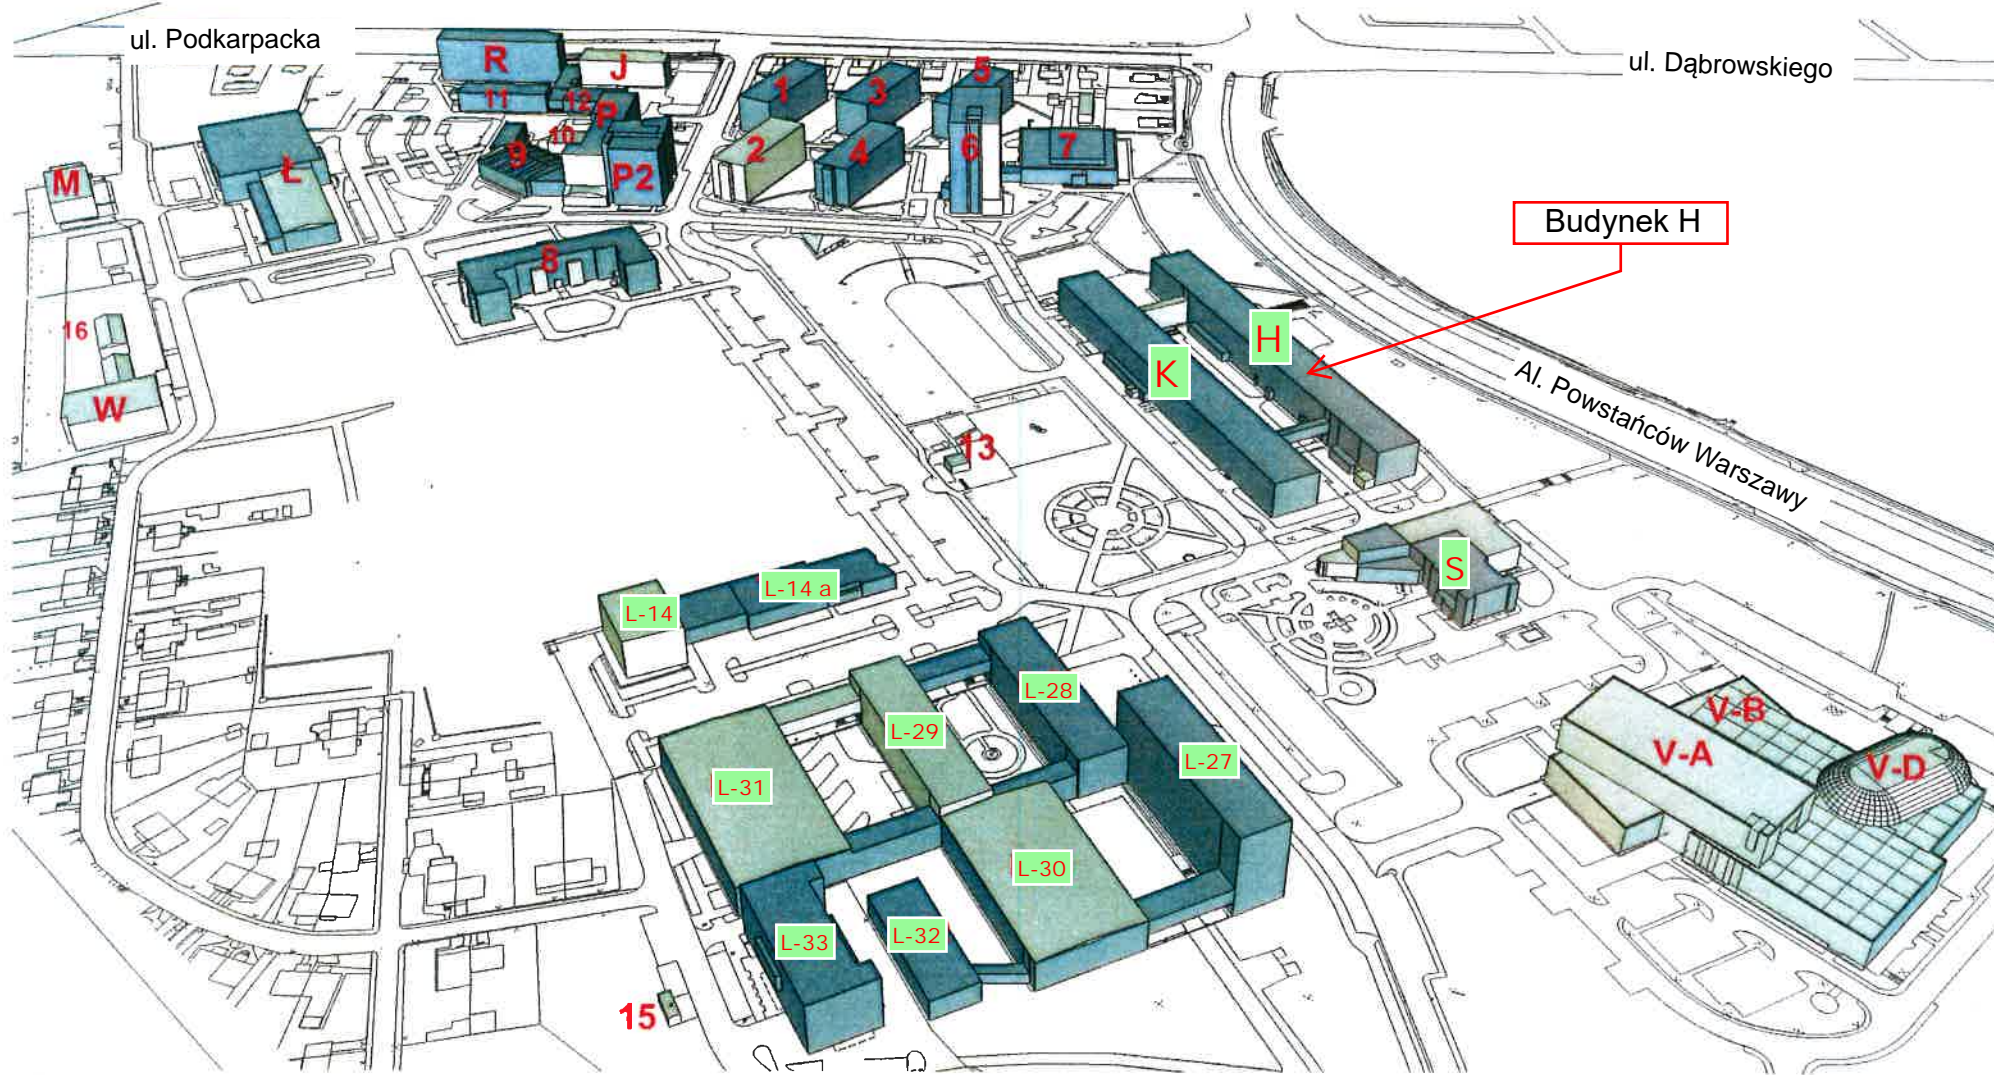 ul. Podkarpacka
ul. Dąbrowskiego
R
J
11
12
P
10
9
P2
1
3
5
2
4
6
7
M
Ł
8
16
W
Budynek H
H
K
Al. Powstańców Warszawy
13
S
L-14
L-14 a
L-28
L-29
L-27
L-31
L-30
L-33
L-32
15
V-B
V-A
V-D